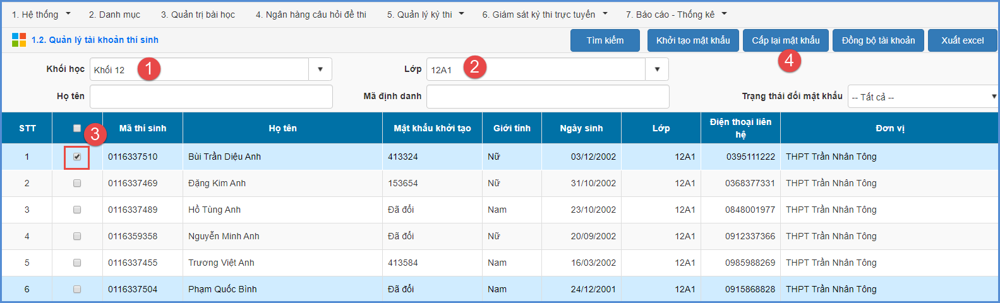 1. Hệ thống 2. Danh mục 3. Quản trị bài học 4. Ngân hàng câu hỏi đề thi 5. Quản lý kỳ thi 6. Giám sát kỳ thi trực tuyến 7. Báo cáo - Thống kê
1.2. Quản lý tài khoản thí sinh Tìm kiếm Khởi tạo mật khẩu Cấp lại mật khẩu Đồng bộ tài khoản Xuất excel
4
Khối học Khối 12 1 Lớp 12A1 2
Họ tên Mã định danh Trạng thái đổi mật khẩu -- Tất cả --
STT Mã thí sinh Họ tên Mật khẩu khởi tạo Giới tính Ngày sinh Lớp Điện thoại liên hệ Đơn vị
3
1 0116337510 Bùi Trần Diệu Anh 413324 Nữ 03/12/2002 12A1 0395111222 THPT Trần Nhân Tông
2 0116337469 Đặng Kim Anh 153654 Nữ 31/10/2002 12A1 0368377331 THPT Trần Nhân Tông
3 0116337489 Hồ Tùng Anh Đã đổi Nam 23/10/2002 12A1 0848001977 THPT Trần Nhân Tông
4 0116359358 Nguyễn Minh Anh Đã đổi Nữ 20/09/2002 12A1 0912337366 THPT Trần Nhân Tông
5 0116337455 Trương Việt Anh 413584 Nam 16/03/2002 12A1 0985988269 THPT Trần Nhân Tông
6 0116337504 Phạm Quốc Bình Đã đổi Nam 24/12/2001 12A1 0915868828 THPT Trần Nhân Tông